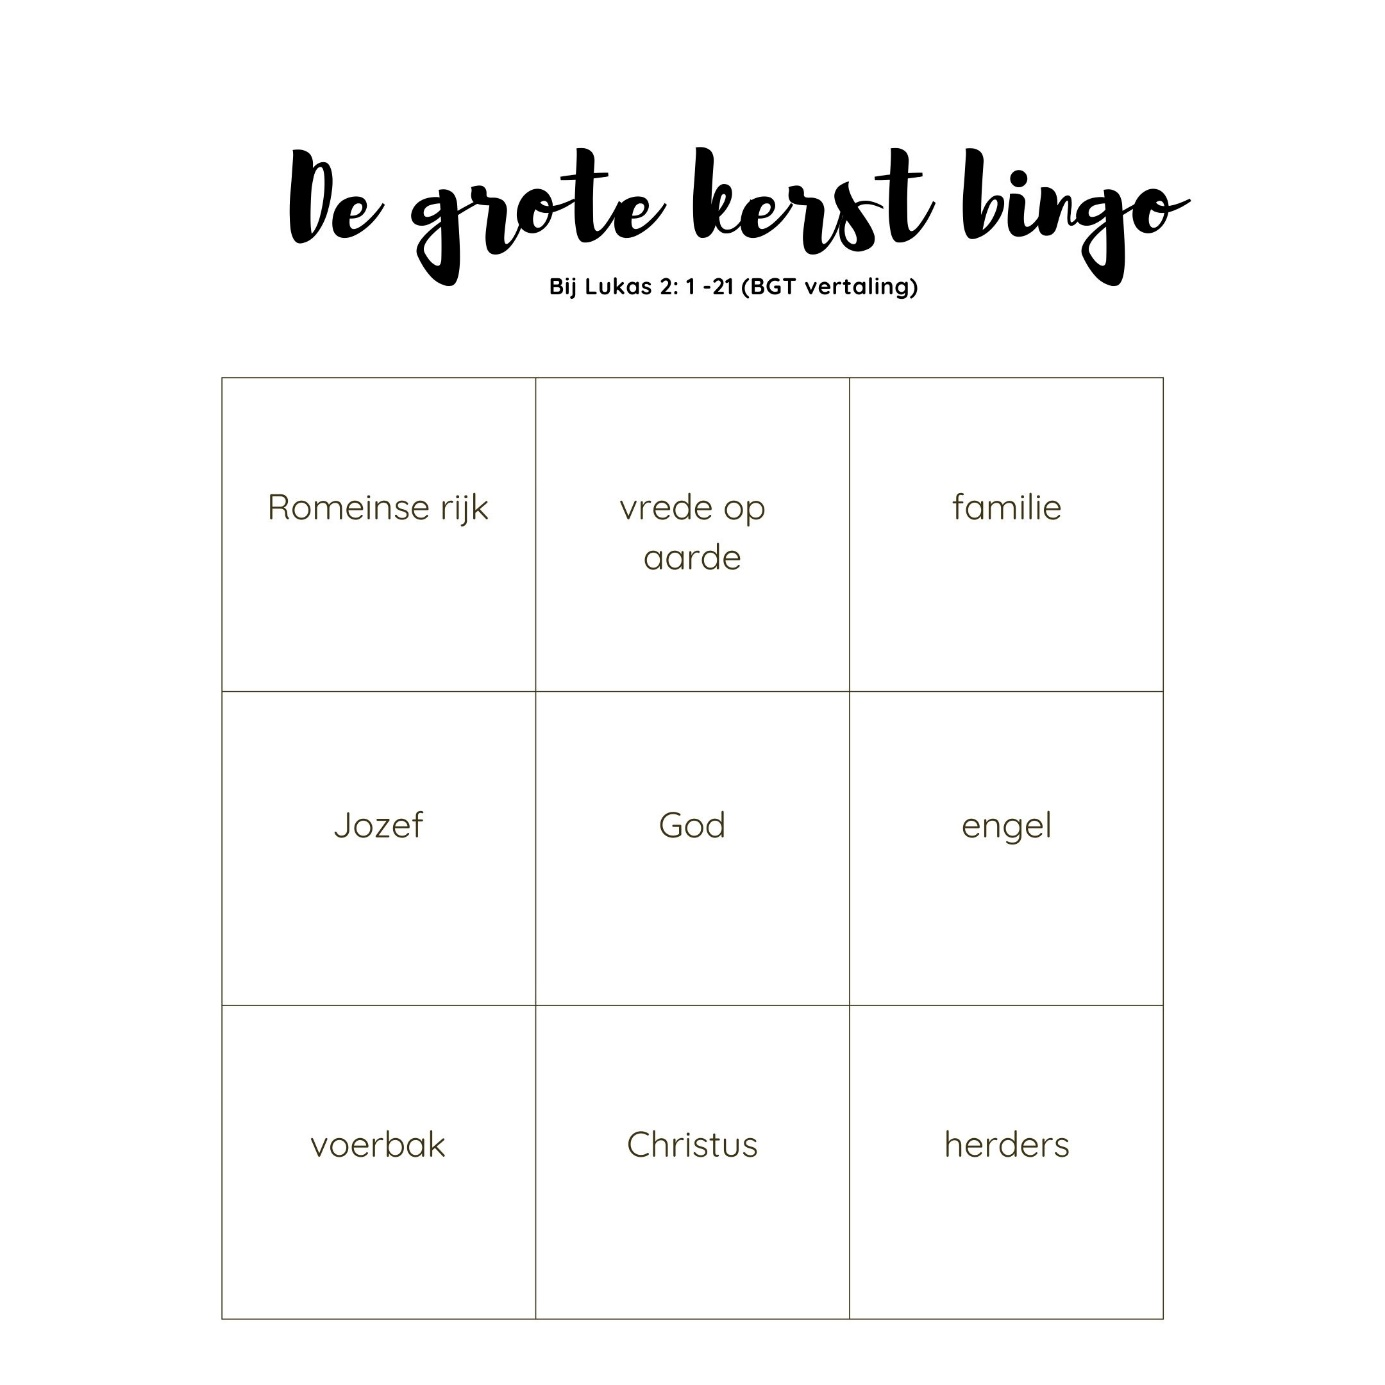 De grote kerst bingo
Bij Lukas 2: 1 -21 (BGT vertaling)
Romeinse rijk
vrede op
aarde
familie
Jozef
God
engel
voerbak
Christus
herders